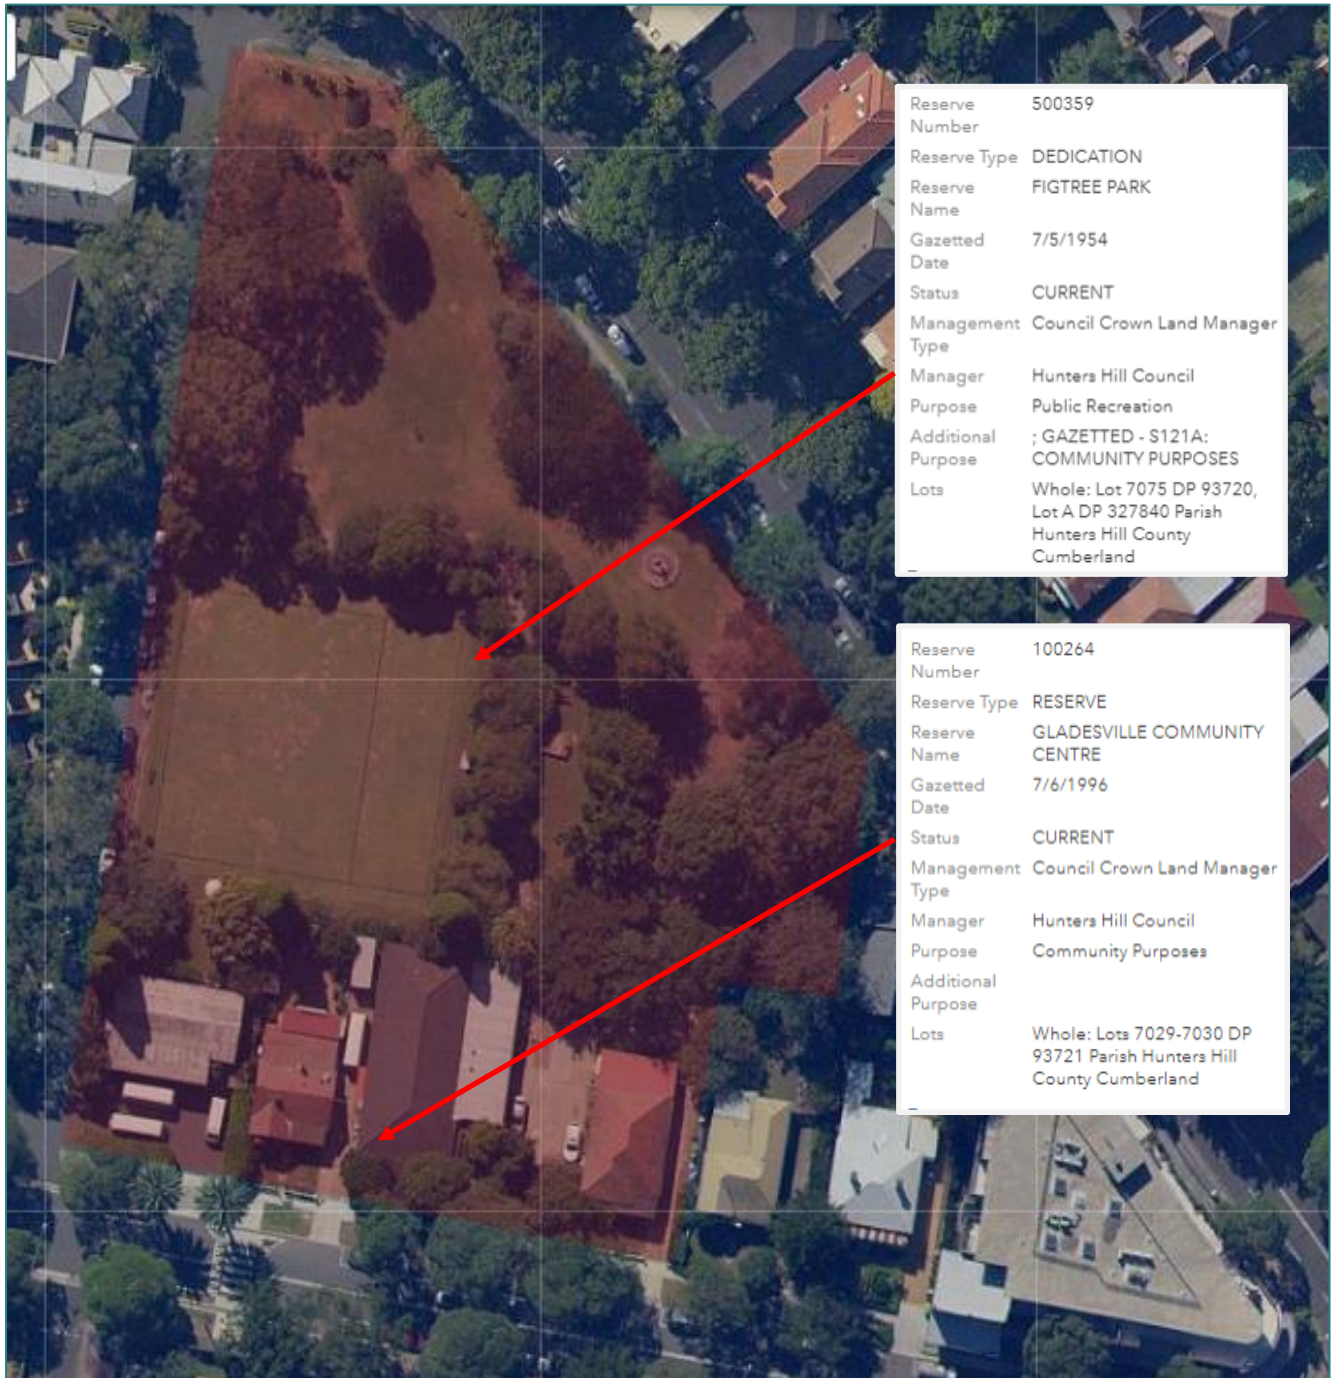 Reserve Number 500359
Reserve Type DEDICATION
Reserve Name FIGTREE PARK
Gazetted Date 7/5/1954
Status CURRENT
Management Type Council Crown Land Manager
Manager Hunters Hill Council
Purpose Public Recreation
Additional Purpose ; GAZETTED - S121A:
COMMUNITY PURPOSES
Lots Whole: Lot 7075 DP 93720,
Lot A DP 327840 Parish
Hunters Hill County
Cumberland
Reserve Number 100264
Reserve Type RESERVE
Reserve Name GLADESVILLE COMMUNITY
CENTRE
Gazetted Date 7/6/1996
Status CURRENT
Management Type Council Crown Land Manager
Manager Hunters Hill Council
Purpose Community Purposes
Additional Purpose
Lots Whole: Lots 7029-7030 DP
93721 Parish Hunters Hill
County Cumberland